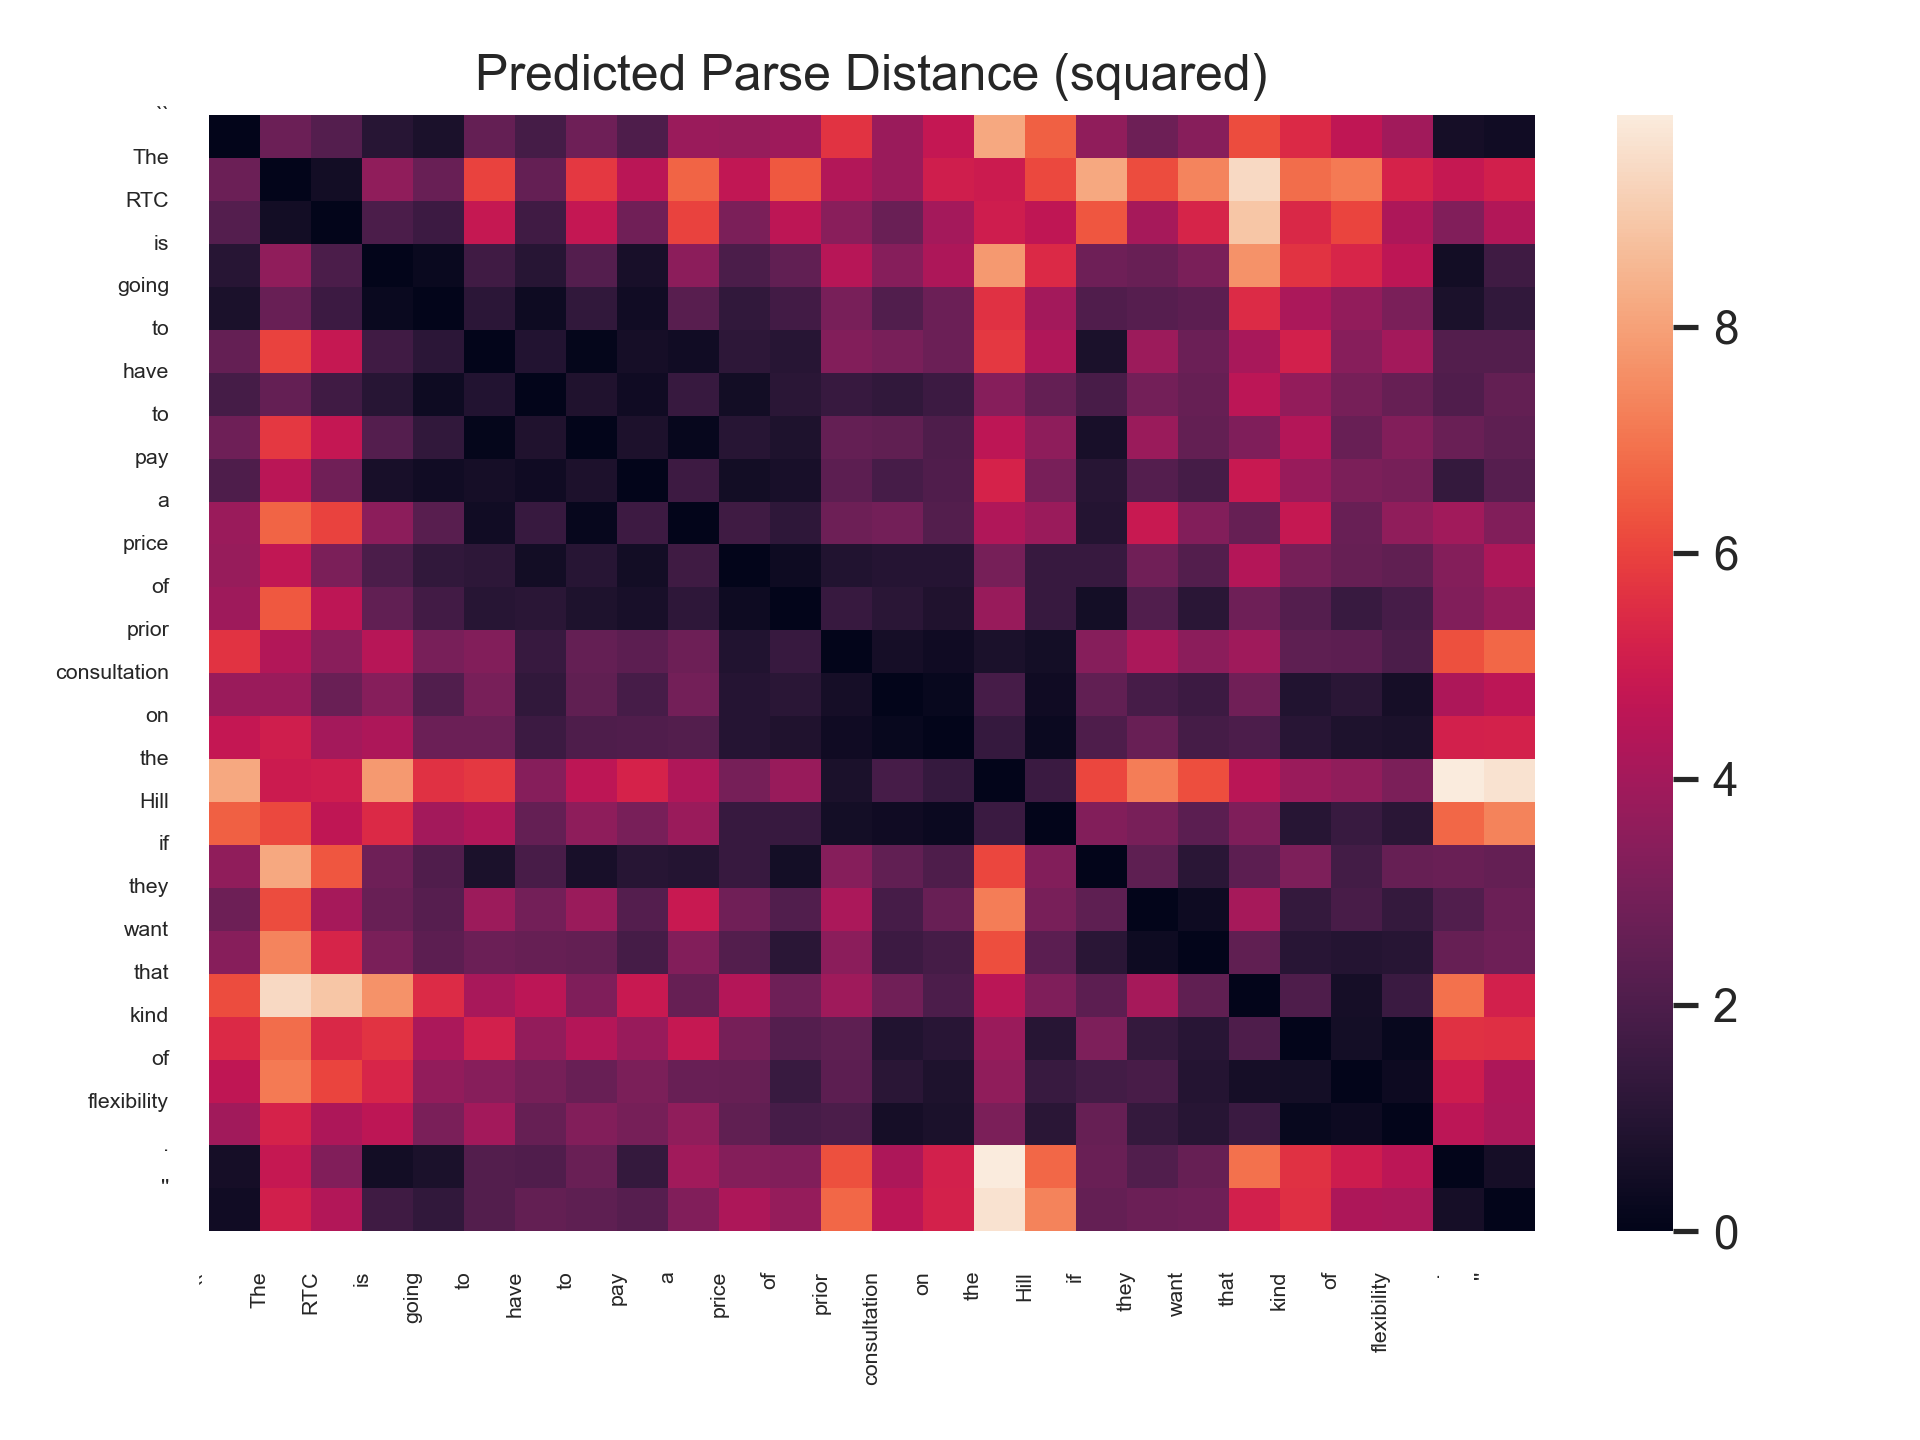 Predicted Parse Distance (squared)
``
The
RTC
is
going
to
have
to
pay
a
price
of
prior
consultation
on
the
Hill
if
they
want
that
kind
of
flexibility
.
''
8
6
4
2
0
``
The
RTC
is
going
to
have
to
pay
a
price
of
prior
consultation
on
the
Hill
if
they
want
that
kind
of
flexibility
.
''